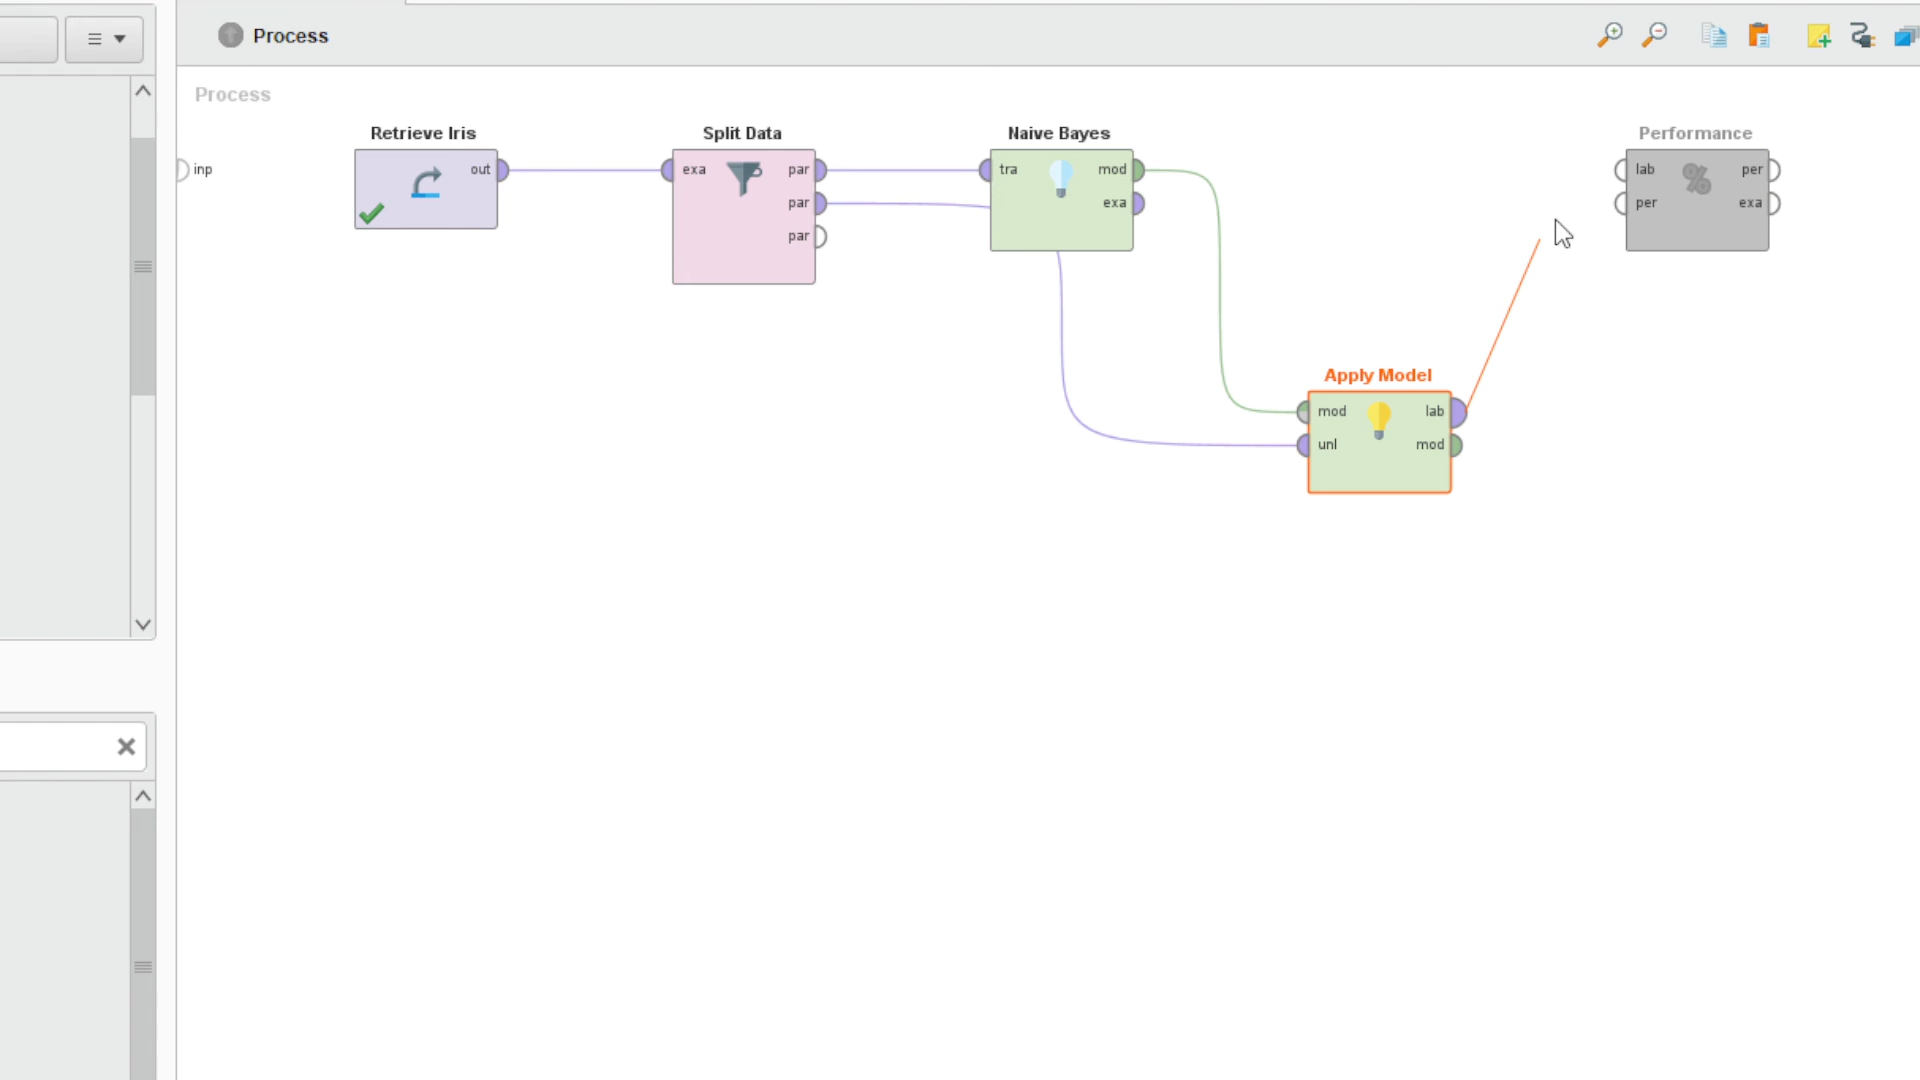 Process
Process
inp
Retrieve Iris
out
Split Data
exa
par
par
par
Naive Bayes
tra
mod
exa
Performance
lab
per
per
exa
Apply Model
mod
lab
unl
mod